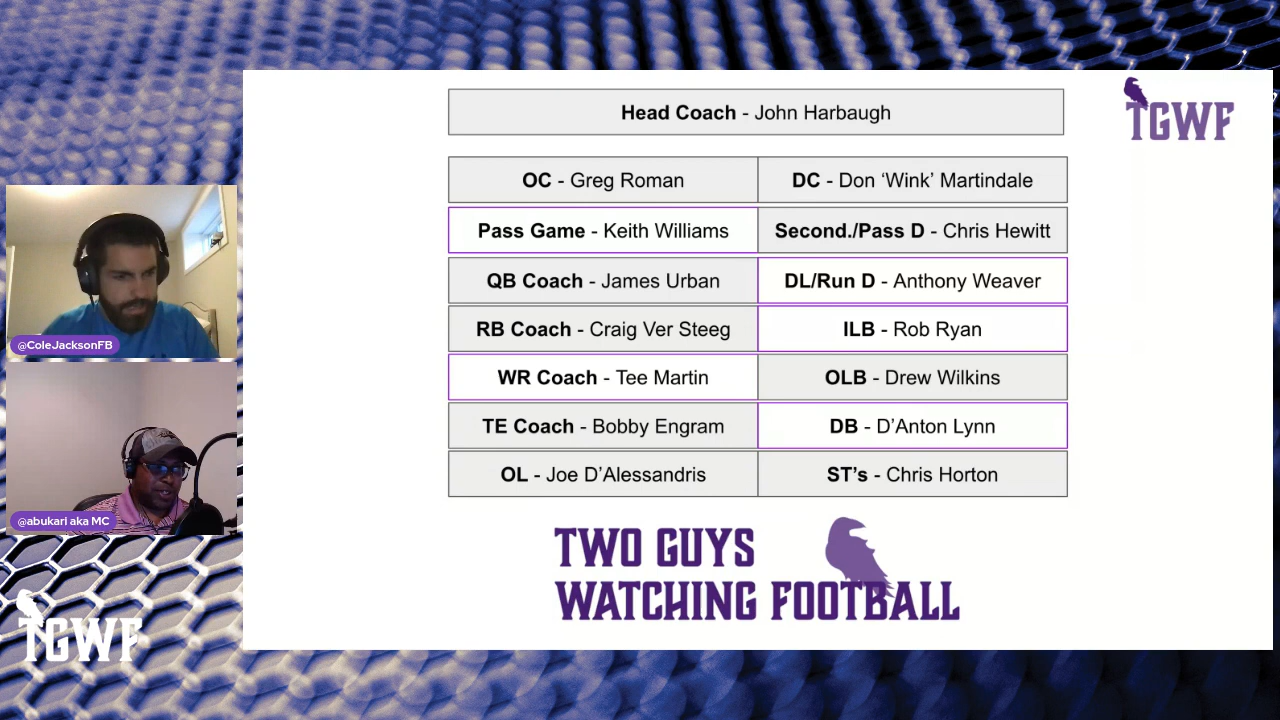 Head Coach - John Harbaugh
TGWF
OC - Greg Roman
DC - Don ‘Wink’ Martindale
Pass Game - Keith Williams
Second./Pass D - Chris Hewitt
QB Coach - James Urban
DL/Run D - Anthony Weaver
RB Coach - Craig Ver Steeg
ILB - Rob Ryan
WR Coach - Tee Martin
OLB - Drew Wilkins
TE Coach - Bobby Engram
DB - D’Anton Lynn
OL - Joe D’Alessandris
ST’s - Chris Horton
TWO GUYS
WATCHING FOOTBALL
@ColeJacksonFB
@abukari aka MC
TGWF